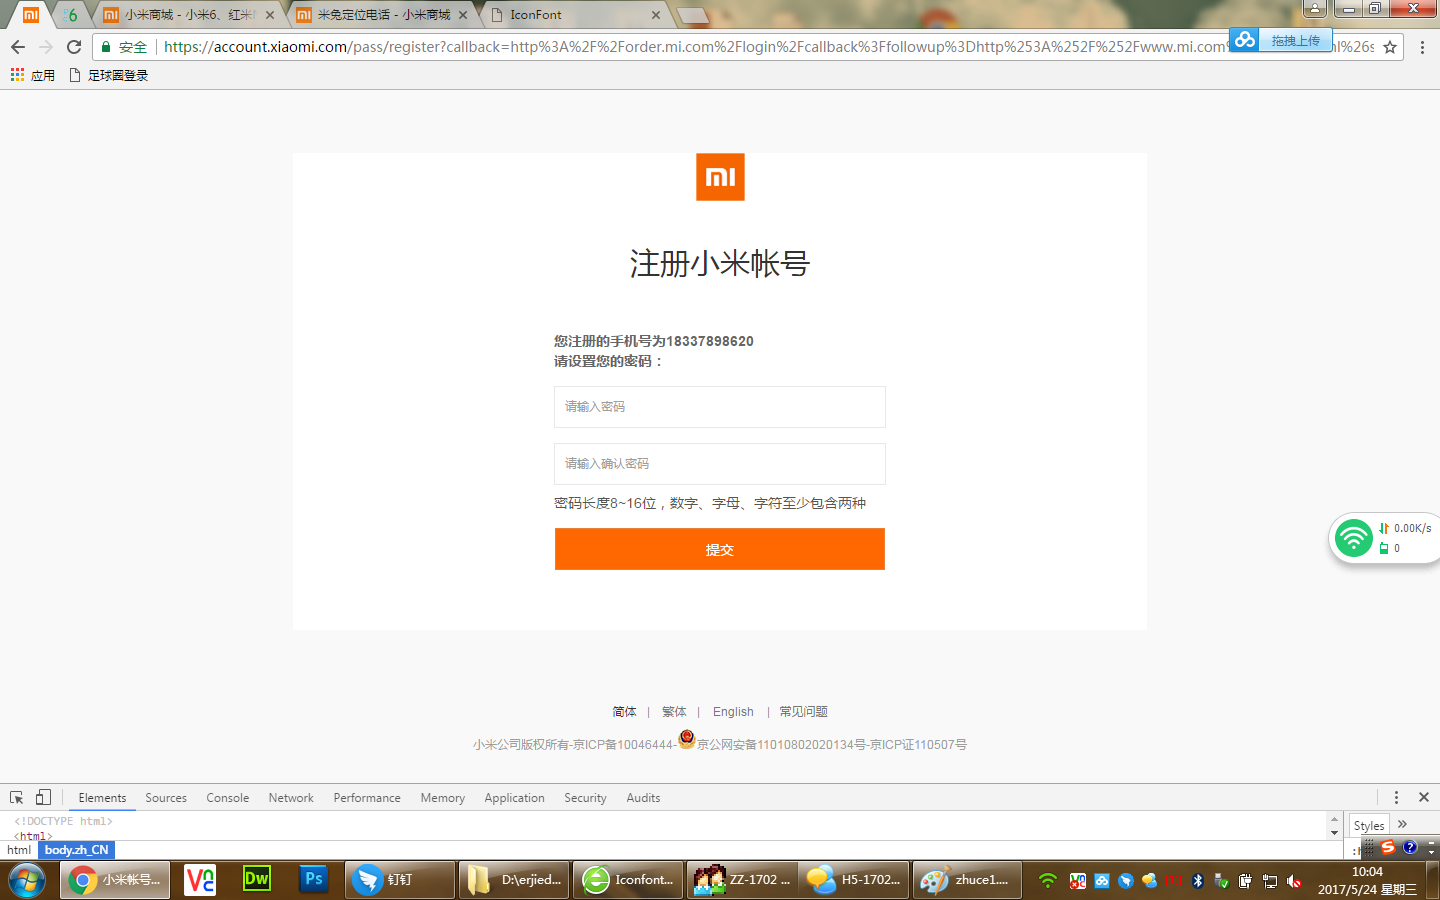 小米商城 - 小米6、红米
米兔定位电话 - 小米商城
IconFont
安全
https://account.xiaomi.com/pass/register?callback=http%3A%2F%2Forder.mi.com%2Flogin%2Fcallback%3Ffollowup%3Dhttp%253A%252F%252Fwww.mi.com%
拖拽上传
应用
足球圈登录
注册小米帐号
您注册的手机号为18337898620
请设置您的密码：
请输入密码
请输入确认密码
密码长度8~16位，数字、字母、字符至少包含两种
提交
0.00K/s
0
简体 | 繁体 | English | 常见问题
小米公司版权所有-京ICP备10046444-京公网安备11010802020134号-京ICP证110507号
Elements Sources Console Network Performance Memory Application Security Audits
<!DOCTYPE html>
<html>
Styles
html body.zh_CN
小米帐号...
Dw
Ps
钉钉
D:\erjied...
Iconfont...
ZZ-1702 ...
H5-1702...
zhuce1....
10:04
2017/5/24 星期三